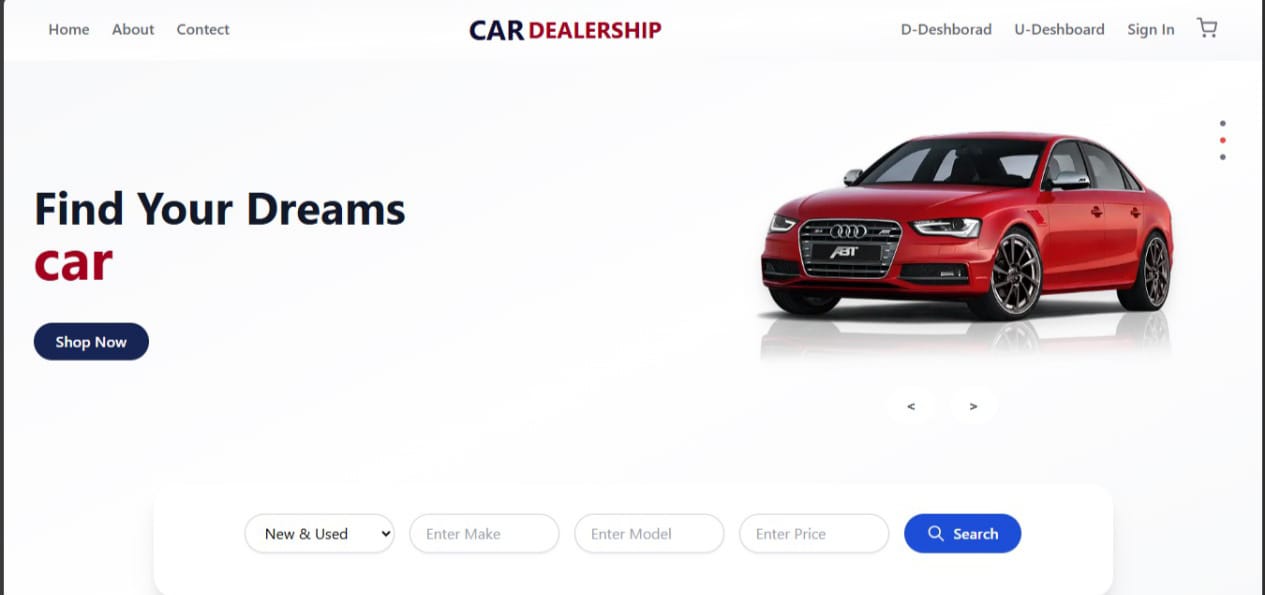 Home About Contect CAR DEALERSHIP D-Deshborad U-Deshboard Sign In
Find Your Dreams
car
ABT
Shop Now
< >
New & Used Enter Make Enter Model Enter Price Search